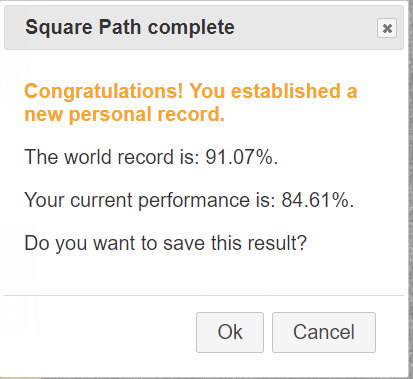 Square Path complete
Congratulations! You established a
new personal record.
The world record is: 91.07%.
Your current performance is: 84.61%.
Do you want to save this result?
Ok
Cancel